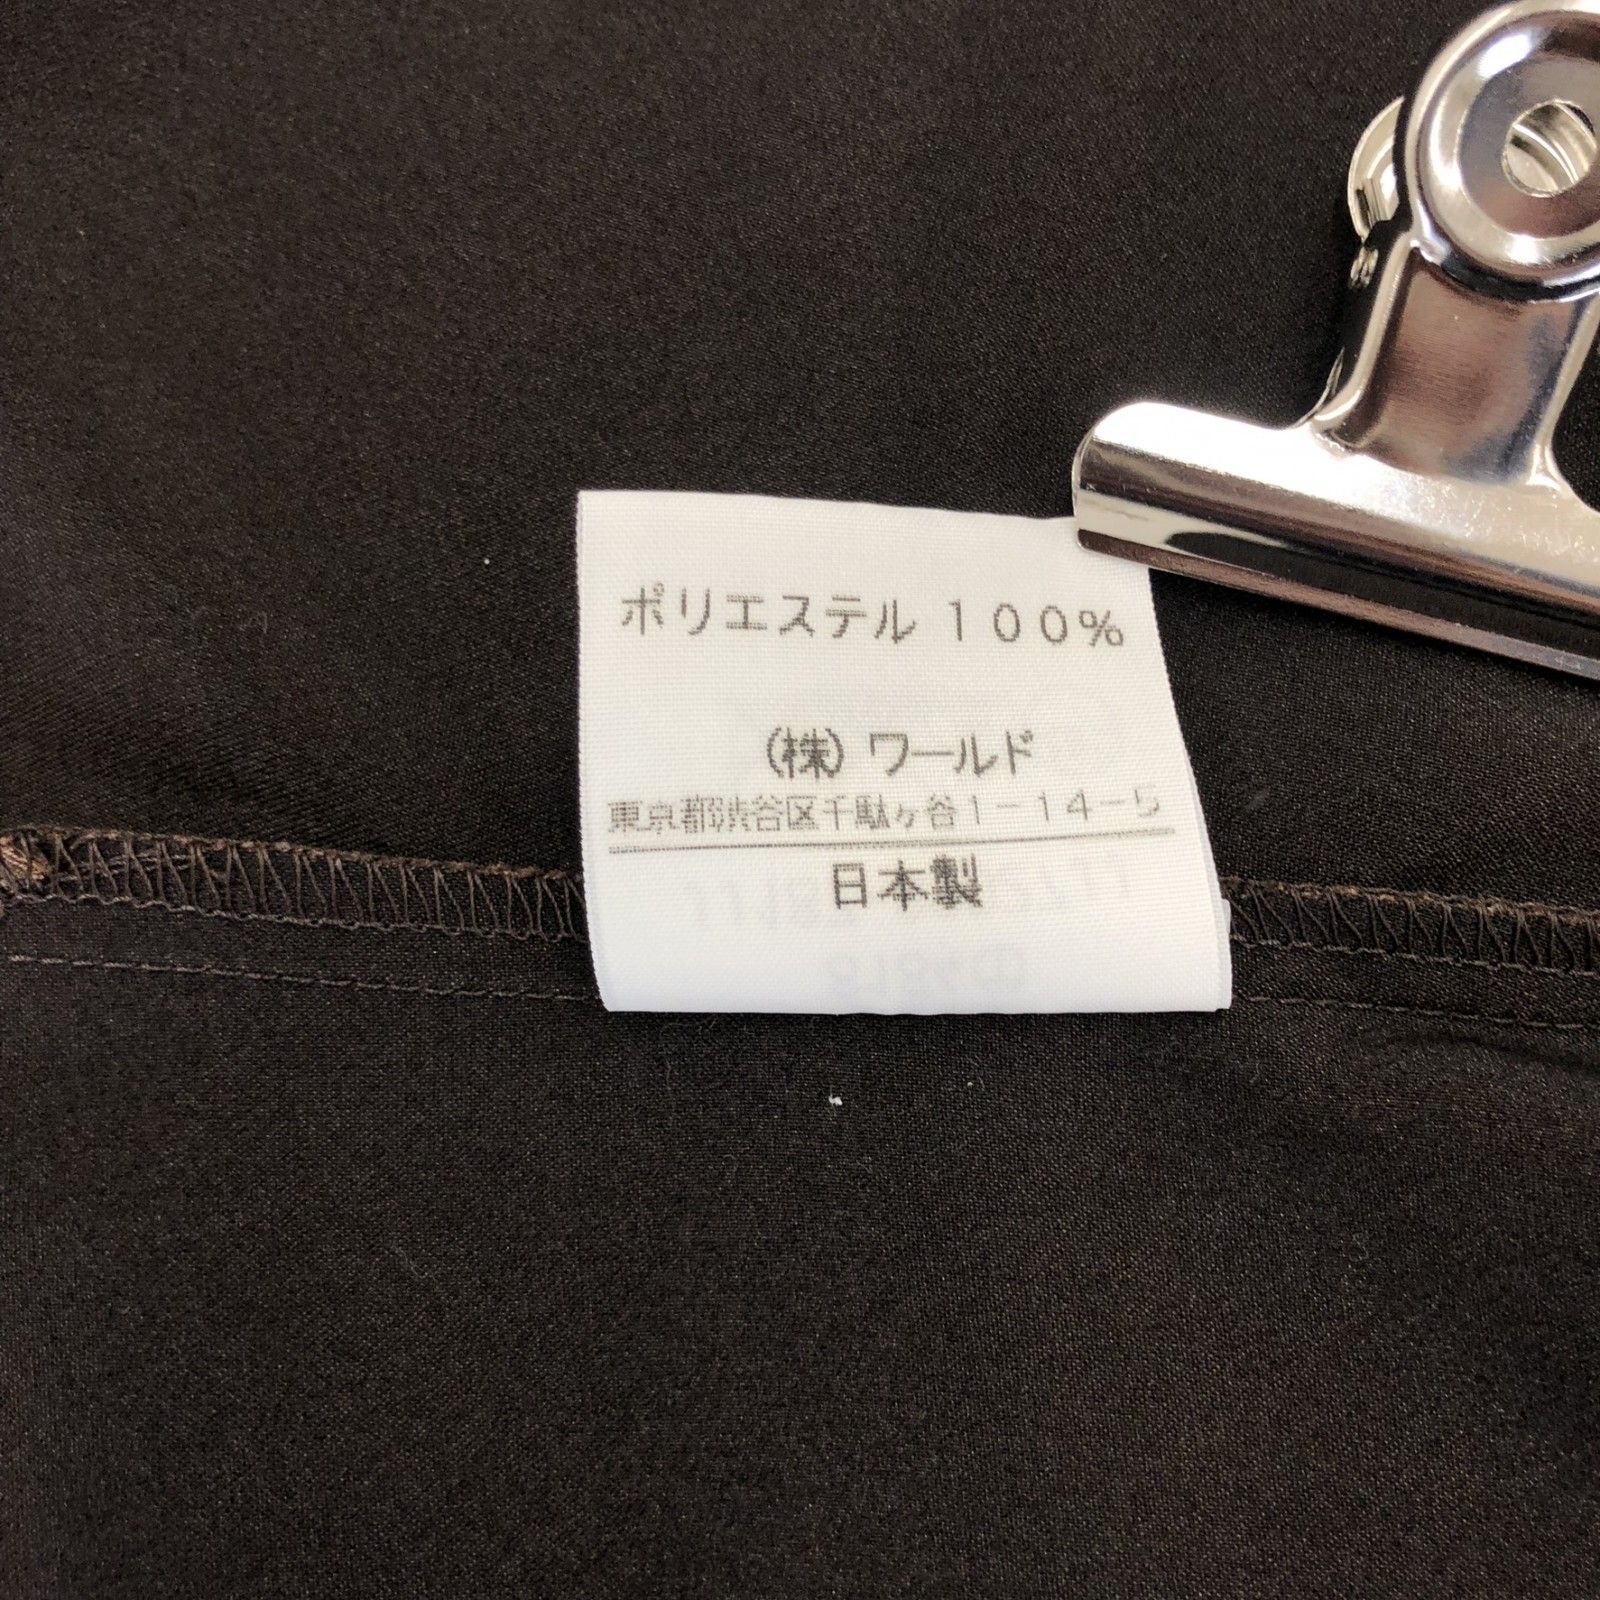 ポリエステル 100%
(株) ワールド
東京都渋谷区千駄ヶ谷1-14-5
日本製